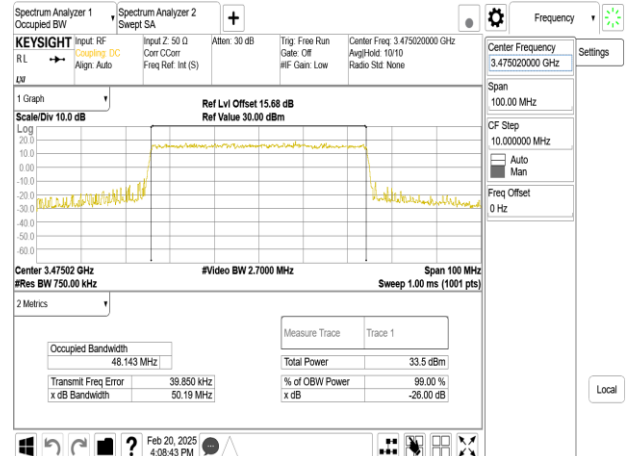 Spectrum Analyzer 1
Occupied BW
Spectrum Analyzer 2
Swept SA
+
Frequency
KEYSIGHT
RL
LXI
Input: RF
Coupling: DC
Align: Auto
Input Z: 50 Ω
Corr CCorr
Freq Ref: Int (S)
Atten: 30 dB
Trig: Free Run
Gate: Off
#IF Gain: Low
Center Freq: 3.475020000 GHz
Avg|Hold: 10/10
Radio Std: None
Center Frequency
3.475020000 GHz
Settings
Span
100.00 MHz
CF Step
10.000000 MHz
Auto
Man
Freq Offset
0 Hz
Local
1 Graph
Scale/Div 10.0 dB
Ref Lvl Offset 15.68 dB
Ref Value 30.00 dBm
Log
20.0
10.0
0.00
-10.0
-20.0
-30.0
-40.0
-50.0
-60.0
Center 3.47502 GHz
#Video BW 2.7000 MHz
Span 100 MHz
#Res BW 750.00 kHz
Sweep 1.00 ms (1001 pts)
2 Metrics
Measure Trace
Trace 1
Occupied Bandwidth
48.143 MHz
Total Power
33.5 dBm
Transmit Freq Error
39.850 kHz
% of OBW Power
99.00 %
x dB Bandwidth
50.19 MHz
x dB
-26.00 dB
?
Feb 20, 2025
4:08:43 PM